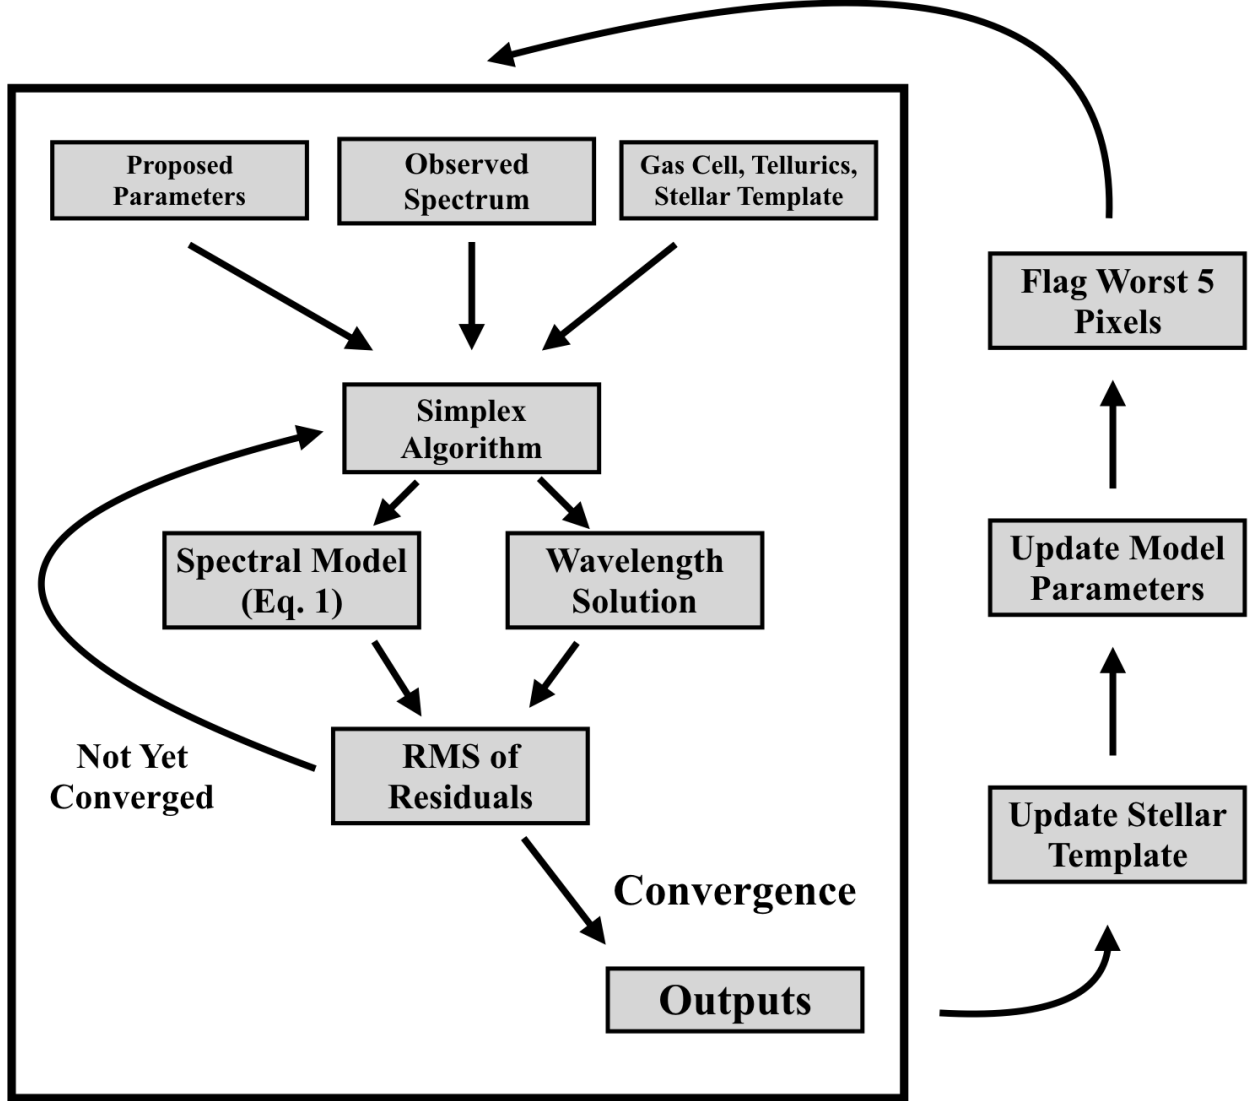 Proposed
Parameters
Observed
Spectrum
Gas Cell, Tellurics,
Stellar Template
Simplex
Algorithm
Spectral Model
(Eq. 1)
Wavelength
Solution
Not Yet
Converged
RMS of
Residuals
Convergence
Outputs
Flag Worst 5
Pixels
Update Model
Parameters
Update Stellar
Template